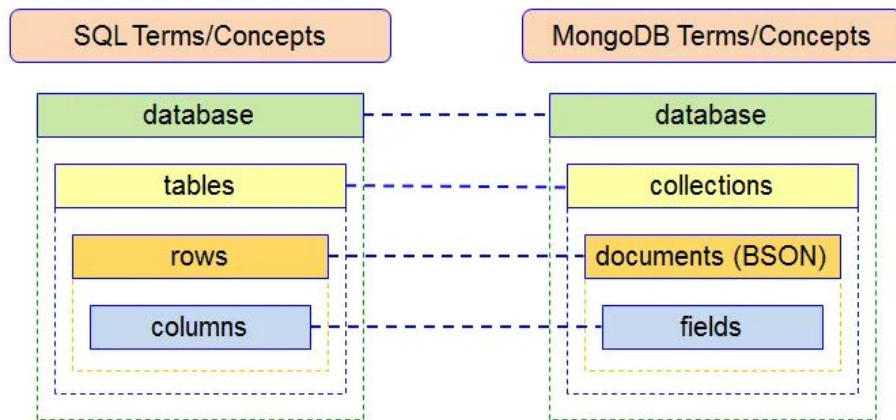 SQL Terms/Concepts
MongoDB Terms/Concepts
database
database
tables
collections
rows
documents (BSON)
columns
fields